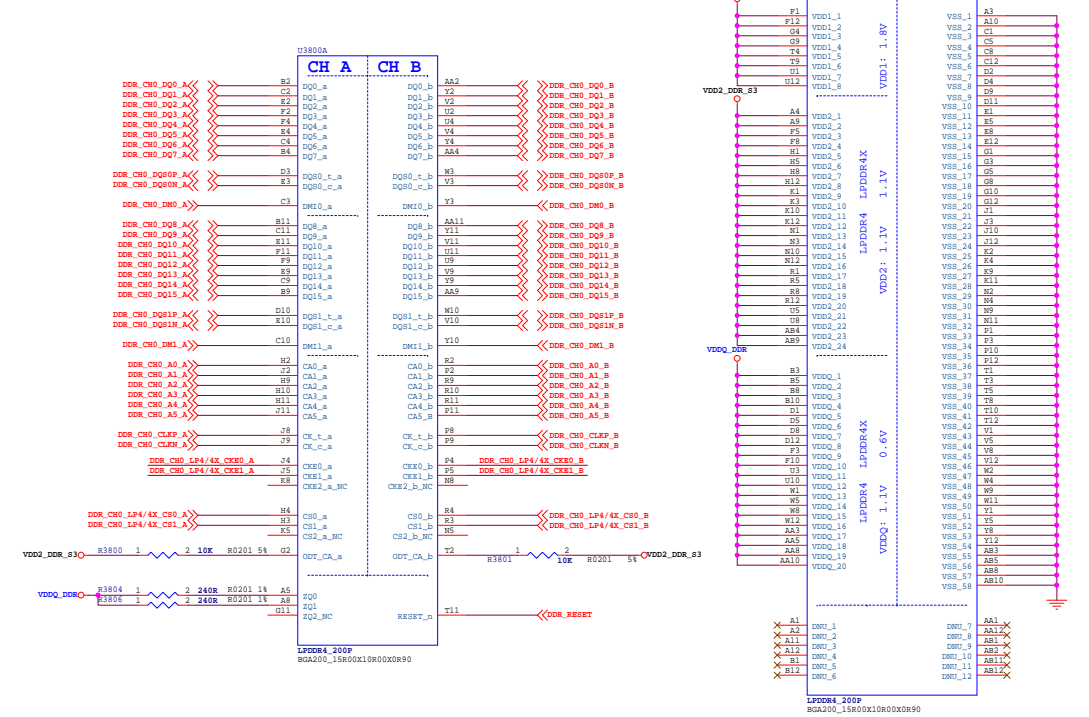 U3800A
CH A CH B
DDR_CH0_DQ0_A B2 DQ0_a DQ0_b AA2 DDR_CH0_DQ0_B
DDR_CH0_DQ1_A C2 DQ1_a DQ1_b Y2 DDR_CH0_DQ1_B
DDR_CH0_DQ2_A E2 DQ2_a DQ2_b V2 DDR_CH0_DQ2_B
DDR_CH0_DQ3_A F2 DQ3_a DQ3_b U2 DDR_CH0_DQ3_B
DDR_CH0_DQ4_A F4 DQ4_a DQ4_b U4 DDR_CH0_DQ4_B
DDR_CH0_DQ5_A E4 DQ5_a DQ5_b V4 DDR_CH0_DQ5_B
DDR_CH0_DQ6_A C4 DQ6_a DQ6_b Y4 DDR_CH0_DQ6_B
DDR_CH0_DQ7_A B4 DQ7_a DQ7_b AA4 DDR_CH0_DQ7_B
DDR_CH0_DQS0P_A D3 DQS0_t_a DQS0_t_b W3 DDR_CH0_DQS0P_B
DDR_CH0_DQS0N_A E3 DQS0_c_a DQS0_c_b V3 DDR_CH0_DQS0N_B
DDR_CH0_DM0_A C3 DMI0_a DMI0_b Y3 DDR_CH0_DM0_B
DDR_CH0_DQ8_A B11 DQ8_a DQ8_b AA11 DDR_CH0_DQ8_B
DDR_CH0_DQ9_A C11 DQ9_a DQ9_b Y11 DDR_CH0_DQ9_B
DDR_CH0_DQ10_A E11 DQ10_a DQ10_b V11 DDR_CH0_DQ10_B
DDR_CH0_DQ11_A F11 DQ11_a DQ11_b U11 DDR_CH0_DQ11_B
DDR_CH0_DQ12_A F9 DQ12_a DQ12_b U9 DDR_CH0_DQ12_B
DDR_CH0_DQ13_A E9 DQ13_a DQ13_b V9 DDR_CH0_DQ13_B
DDR_CH0_DQ14_A C9 DQ14_a DQ14_b Y9 DDR_CH0_DQ14_B
DDR_CH0_DQ15_A B9 DQ15_a DQ15_b AA9 DDR_CH0_DQ15_B
DDR_CH0_DQS1P_A D10 DQS1_t_a DQS1_t_b W10 DDR_CH0_DQS1P_B
DDR_CH0_DQS1N_A E10 DQS1_c_a DQS1_c_b V10 DDR_CH0_DQS1N_B
DDR_CH0_DM1_A C10 DMI1_a DMI1_b Y10 DDR_CH0_DM1_B
DDR_CH0_A0_A H2 CA0_a CA0_b R2 DDR_CH0_A0_B
DDR_CH0_A1_A J2 CA1_a CA1_b P2 DDR_CH0_A1_B
DDR_CH0_A2_A H9 CA2_a CA2_b R9 DDR_CH0_A2_B
DDR_CH0_A3_A H10 CA3_a CA3_b R10 DDR_CH0_A3_B
DDR_CH0_A4_A H11 CA4_a CA4_b R11 DDR_CH0_A4_B
DDR_CH0_A5_A J11 CA5_a CA5_B P11 DDR_CH0_A5_B
DDR_CH0_CLKP_A J8 CK_t_a CK_t_b P8 DDR_CH0_CLKP_B
DDR_CH0_CLKN_A J9 CK_c_a CK_c_b P9 DDR_CH0_CLKN_B
DDR_CH0_LP4/4X_CKE0_A J4 CKE0_a CKE0_b P4 DDR_CH0_LP4/4X_CKE0_B
DDR_CH0_LP4/4X_CKE1_A J5 CKE1_a CKE1_b P5 DDR_CH0_LP4/4X_CKE1_B
K8 CKE2_a_NC CKE2_b_NC N8
DDR_CH0_LP4/4X_CS0_A H4 CS0_a CS0_b R4 DDR_CH0_LP4/4X_CS0_B
DDR_CH0_LP4/4X_CS1_A H3 CS1_a CS1_b R3 DDR_CH0_LP4/4X_CS1_B
K5 CS2_a_NC CS2_b_NC N5
VDD2_DDR_S3 R3800 1 2 10K R0201 5% G2 ODT_CA_a ODT_CA_b T2 R3801 1 2 10K R0201 5% VDD2_DDR_S3
VDDQ_DDR R3804 1 2 240R R0201 1% A5 ZQ0
R3806 1 2 240R R0201 1% A8 ZQ1
G11 ZQ2_NC RESET_n T11 DDR_RESET
LPDDR4_200P
BGA200_15R00X10R00X0R90
F1 VDD1_1
F12 VDD1_2
G4 VDD1_3
G9 VDD1_4
T4 VDD1_5
T9 VDD1_6
U1 VDD1_7
U12 VDD1_8
VDD1: 1.8V
VDD2_DDR_S3
A4 VDD2_1
A9 VDD2_2
F5 VDD2_3
F8 VDD2_4
H1 VDD2_5
H5 VDD2_6
H8 VDD2_7
H12 VDD2_8
K1 VDD2_9
K3 VDD2_10
K10 VDD2_11
K12 VDD2_12
N1 VDD2_13
N3 VDD2_14
N10 VDD2_15
N12 VDD2_16
R1 VDD2_17
R5 VDD2_18
R8 VDD2_19
R12 VDD2_20
U5 VDD2_21
U8 VDD2_22
AB4 VDD2_23
AB9 VDD2_24
LPDDR4 LPDDR4X
VDD2: 1.1V 1.1V
VDDQ_DDR
B3 VDDQ_1
B5 VDDQ_2
B8 VDDQ_3
B10 VDDQ_4
D1 VDDQ_5
D5 VDDQ_6
D8 VDDQ_7
D12 VDDQ_8
F3 VDDQ_9
F10 VDDQ_10
U3 VDDQ_11
U10 VDDQ_12
W1 VDDQ_13
W5 VDDQ_14
W8 VDDQ_15
W12 VDDQ_16
AA3 VDDQ_17
AA5 VDDQ_18
AA8 VDDQ_19
AA10 VDDQ_20
LPDDR4 LPDDR4X
VDDQ: 1.1V 0.6V
VSS_1 A3
VSS_2 A10
VSS_3 C1
VSS_4 C5
VSS_5 C8
VSS_6 C12
VSS_7 D2
VSS_8 D4
VSS_9 D9
VSS_10 D11
VSS_11 E1
VSS_12 E5
VSS_13 E8
VSS_14 E12
VSS_15 G1
VSS_16 G3
VSS_17 G5
VSS_18 G8
VSS_19 G10
VSS_20 G12
VSS_21 J1
VSS_22 J3
VSS_23 J10
VSS_24 J12
VSS_25 K2
VSS_26 K4
VSS_27 K9
VSS_28 K11
VSS_29 N2
VSS_30 N4
VSS_31 N9
VSS_32 N11
VSS_33 P1
VSS_34 P3
VSS_35 P10
VSS_36 P12
VSS_37 T1
VSS_38 T3
VSS_39 T5
VSS_40 T8
VSS_41 T10
VSS_42 T12
VSS_43 V1
VSS_44 V5
VSS_45 V8
VSS_46 V12
VSS_47 W2
VSS_48 W4
VSS_49 W9
VSS_50 W11
VSS_51 Y1
VSS_52 Y5
VSS_53 Y8
VSS_54 Y12
VSS_55 AB3
VSS_56 AB5
VSS_57 AB8
VSS_58 AB10
A1 DNU_1 DNU_7 AA1
A2 DNU_2 DNU_8 AA12
A11 DNU_3 DNU_9 AB1
A12 DNU_4 DNU_10 AB2
B1 DNU_5 DNU_11 AB11
B12 DNU_6 DNU_12 AB12
LPDDR4_200P
BGA200_15R00X10R00X0R90